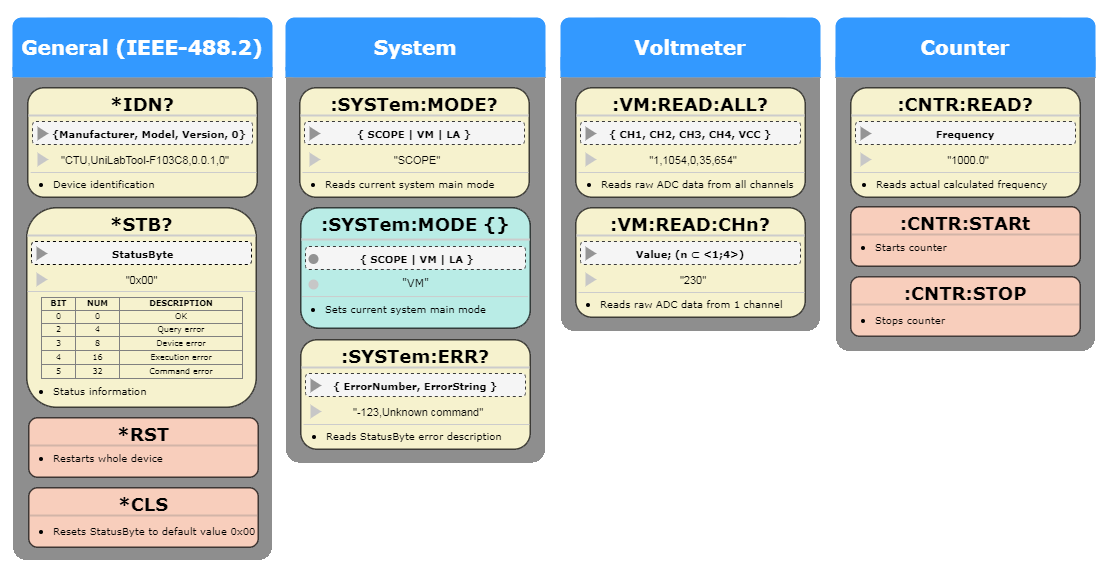 General (IEEE-488.2)
*IDN?
{Manufacturer, Model, Version, 0}
"CTU,UniLabTool-F103C8,0.0.1,0"
• Device identification
*STB?
StatusByte
"0x00"
BIT NUM DESCRIPTION
0 0 OK
2 4 Query error
3 8 Device error
4 16 Execution error
5 32 Command error
• Status information
*RST
• Restarts whole device
*CLS
• Resets StatusByte to default value 0x00
System
:SYSTem:MODE?
{ SCOPE | VM | LA }
"SCOPE"
• Reads current system main mode
:SYSTem:MODE {}
{ SCOPE | VM | LA }
"VM"
• Sets current system main mode
:SYSTem:ERR?
{ ErrorNumber, ErrorString }
"-123,Unknown command"
• Reads StatusByte error description
Voltmeter
:VM:READ:ALL?
{ CH1, CH2, CH3, CH4, VCC }
"1,1054,0,35,654"
• Reads raw ADC data from all channels
:VM:READ:CHn?
Value; (n ⊂ <1;4>)
"230"
• Reads raw ADC data from 1 channel
Counter
:CNTR:READ?
Frequency
"1000.0"
• Reads actual calculated frequency
:CNTR:STARt
• Starts counter
:CNTR:STOP
• Stops counter